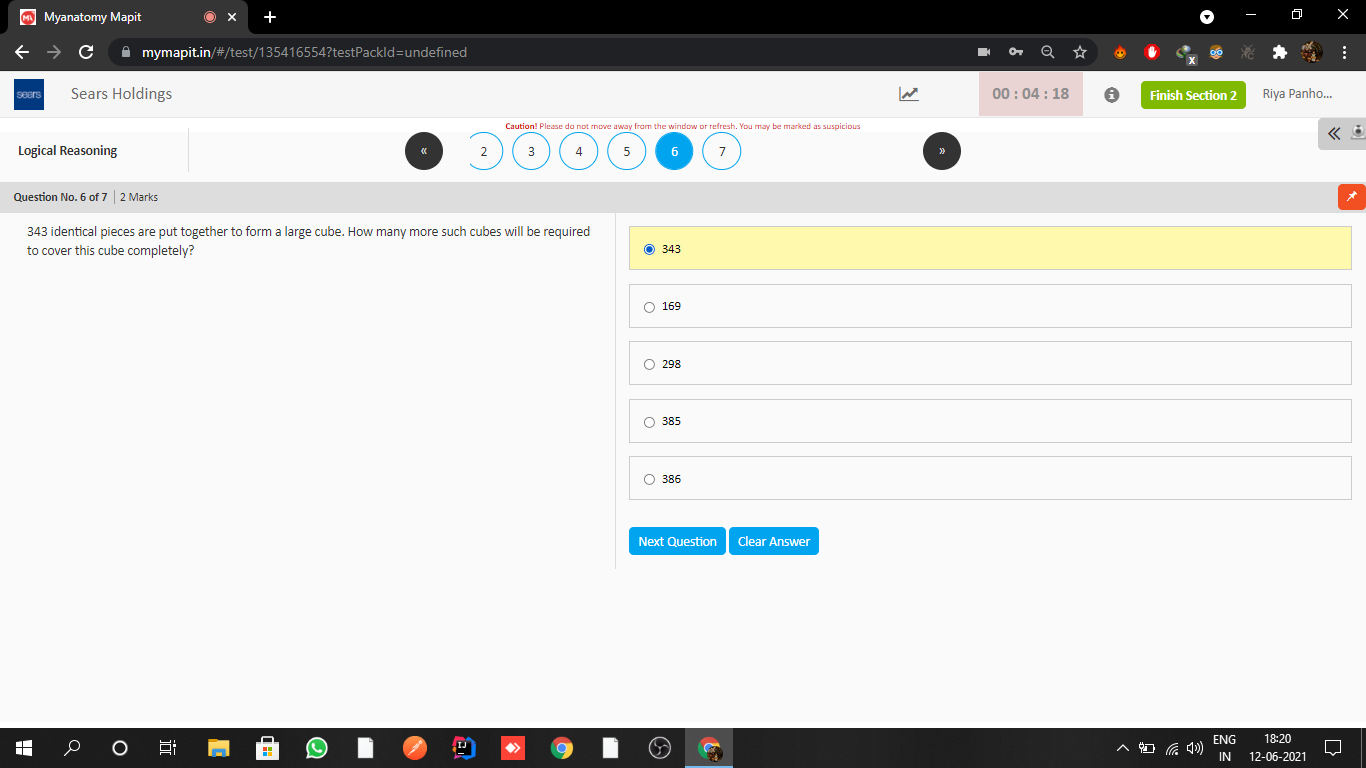 Myanatomy Mapit
mymapit.in/#/test/135416554?testPackId=undefined
sears
Sears Holdings
00 : 04 : 18
Finish Section 2
Riya Panho...
Caution! Please do not move away from the window or refresh, You may be marked as suspicious
Logical Reasoning
«
2
3
4
5
6
7
»
Question No. 6 of 7 | 2 Marks
343 identical pieces are put together to form a large cube. How many more such cubes will be required
to cover this cube completely?
343
169
298
385
386
Next Question
Clear Answer
ENG
IN
18:20
12-06-2021